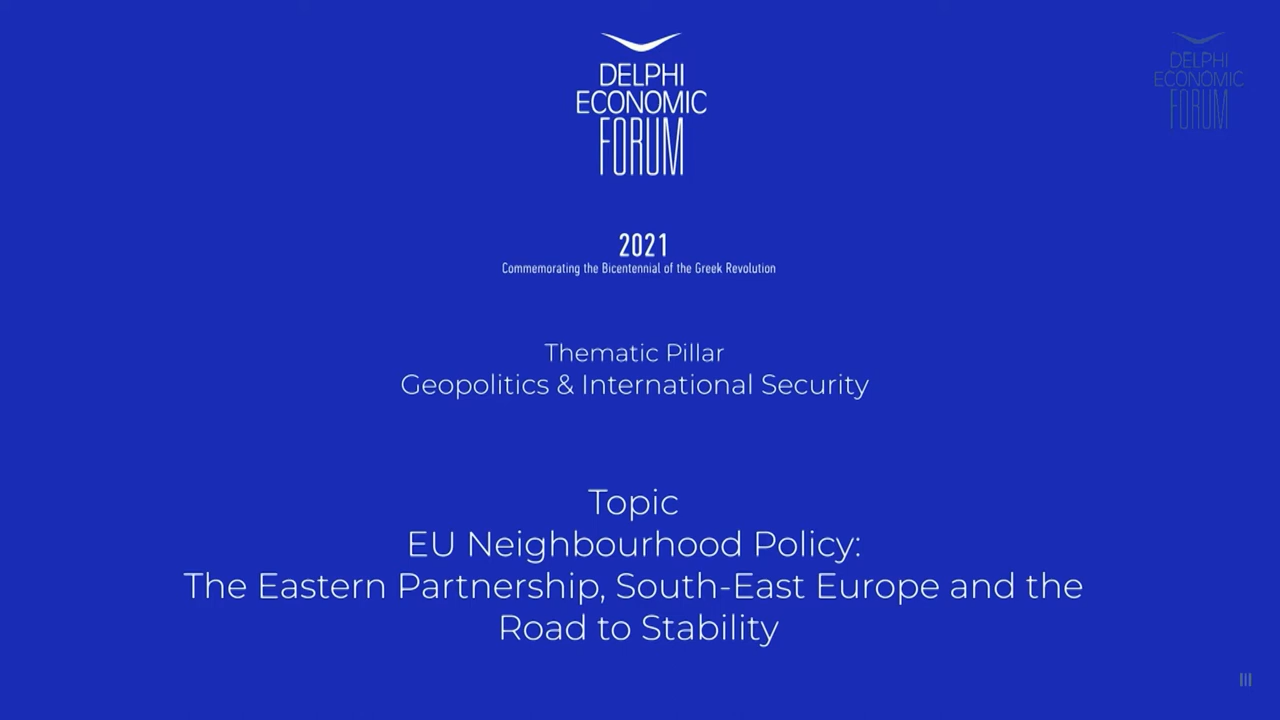 DELPHI
ECONOMIC
FORUM
DELPHI
ECONOMIC
FORUM
2021
Commemorating the Bicentennial of the Greek Revolution
Thematic Pillar
Geopolitics & International Security
Topic
EU Neighbourhood Policy:
The Eastern Partnership, South-East Europe and the
Road to Stability